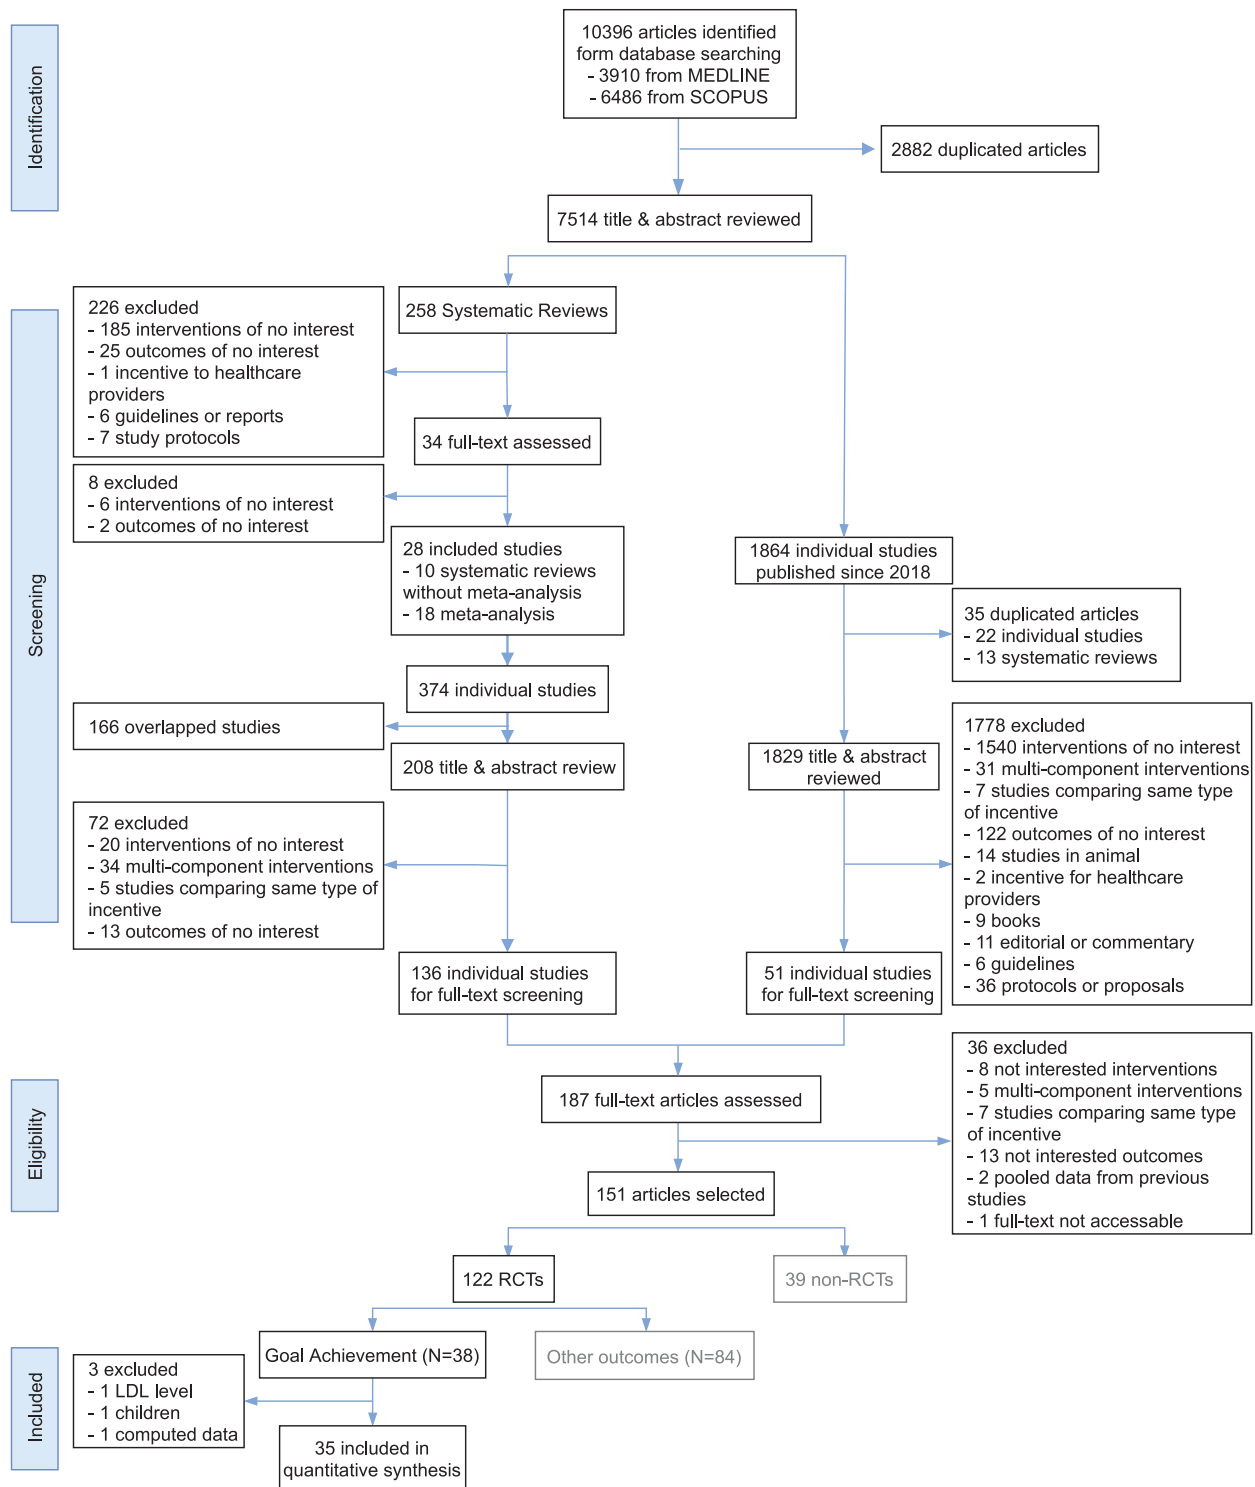 Identification
10396 articles identified
form database searching
- 3910 from MEDLINE
- 6486 from SCOPUS
2882 duplicated articles
7514 title & abstract reviewed
Screening
226 excluded
- 185 interventions of no interest
- 25 outcomes of no interest
- 1 incentive to healthcare
providers
- 6 guidelines or reports
- 7 study protocols
258 Systematic Reviews
34 full-text assessed
8 excluded
- 6 interventions of no interest
- 2 outcomes of no interest
28 included studies
- 10 systematic reviews
without meta-analysis
- 18 meta-analysis
374 individual studies
166 overlapped studies
208 title & abstract review
72 excluded
- 20 interventions of no interest
- 34 multi-component interventions
- 5 studies comparing same type of
incentive
- 13 outcomes of no interest
136 individual studies
for full-text screening
1864 individual studies
published since 2018
35 duplicated articles
- 22 individual studies
- 13 systematic reviews
1829 title & abstract
reviewed
1778 excluded
- 1540 interventions of no interest
- 31 multi-component interventions
- 7 studies comparing same type
of incentive
- 122 outcomes of no interest
- 14 studies in animal
- 2 incentive for healthcare
providers
- 9 books
- 11 editorial or commentary
- 6 guidelines
- 36 protocols or proposals
51 individual studies
for full-text screening
Eligibility
187 full-text articles assessed
36 excluded
- 8 not interested interventions
- 5 multi-component interventions
- 7 studies comparing same type
of incentive
- 13 not interested outcomes
- 2 pooled data from previous
studies
- 1 full-text not accessable
151 articles selected
122 RCTs
39 non-RCTs
Included
Goal Achievement (N=38)
Other outcomes (N=84)
3 excluded
- 1 LDL level
- 1 children
- 1 computed data
35 included in
quantitative synthesis